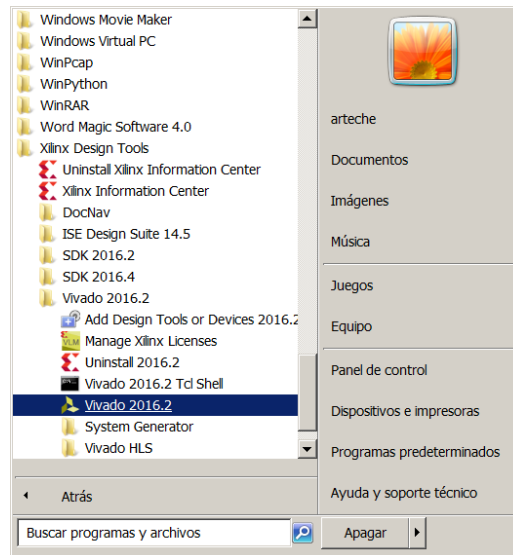 Windows Movie Maker
Windows Virtual PC
WinPcap
WinPython
WinRAR
Word Magic Software 4.0
Xilinx Design Tools
Uninstall Xilinx Information Center
Xilinx Information Center
DocNav
ISE Design Suite 14.5
SDK 2016.2
SDK 2016.4
Vivado 2016.2
Add Design Tools or Devices 2016.2
Manage Xilinx Licenses
Uninstall 2016.2
Vivado 2016.2 Tcl Shell
Vivado 2016.2
System Generator
Vivado HLS
Atrás
Buscar programas y archivos
arteche
Documentos
Imágenes
Música
Juegos
Equipo
Panel de control
Dispositivos e impresoras
Programas predeterminados
Ayuda y soporte técnico
Apagar